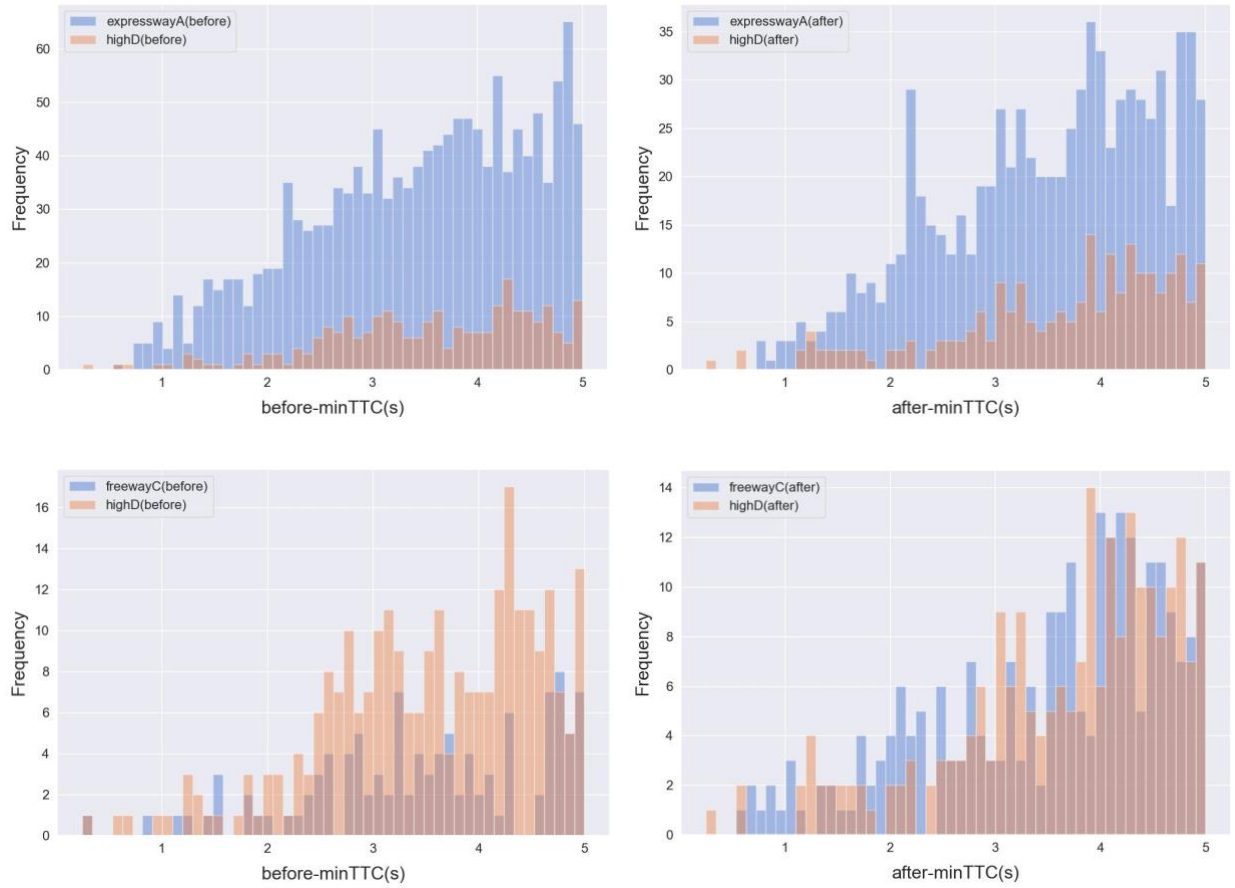 expresswayA(before)
highD(before)
60
50
40
30
20
10
0
Frequency
1 2 3 4 5
before-minTTC(s)
expresswayA(after)
highD(after)
35
30
25
20
15
10
5
0
Frequency
1 2 3 4 5
after-minTTC(s)
freewayC(before)
highD(before)
16
14
12
10
8
6
4
2
0
Frequency
1 2 3 4 5
before-minTTC(s)
freewayC(after)
highD(after)
14
12
10
8
6
4
2
0
Frequency
1 2 3 4 5
after-minTTC(s)